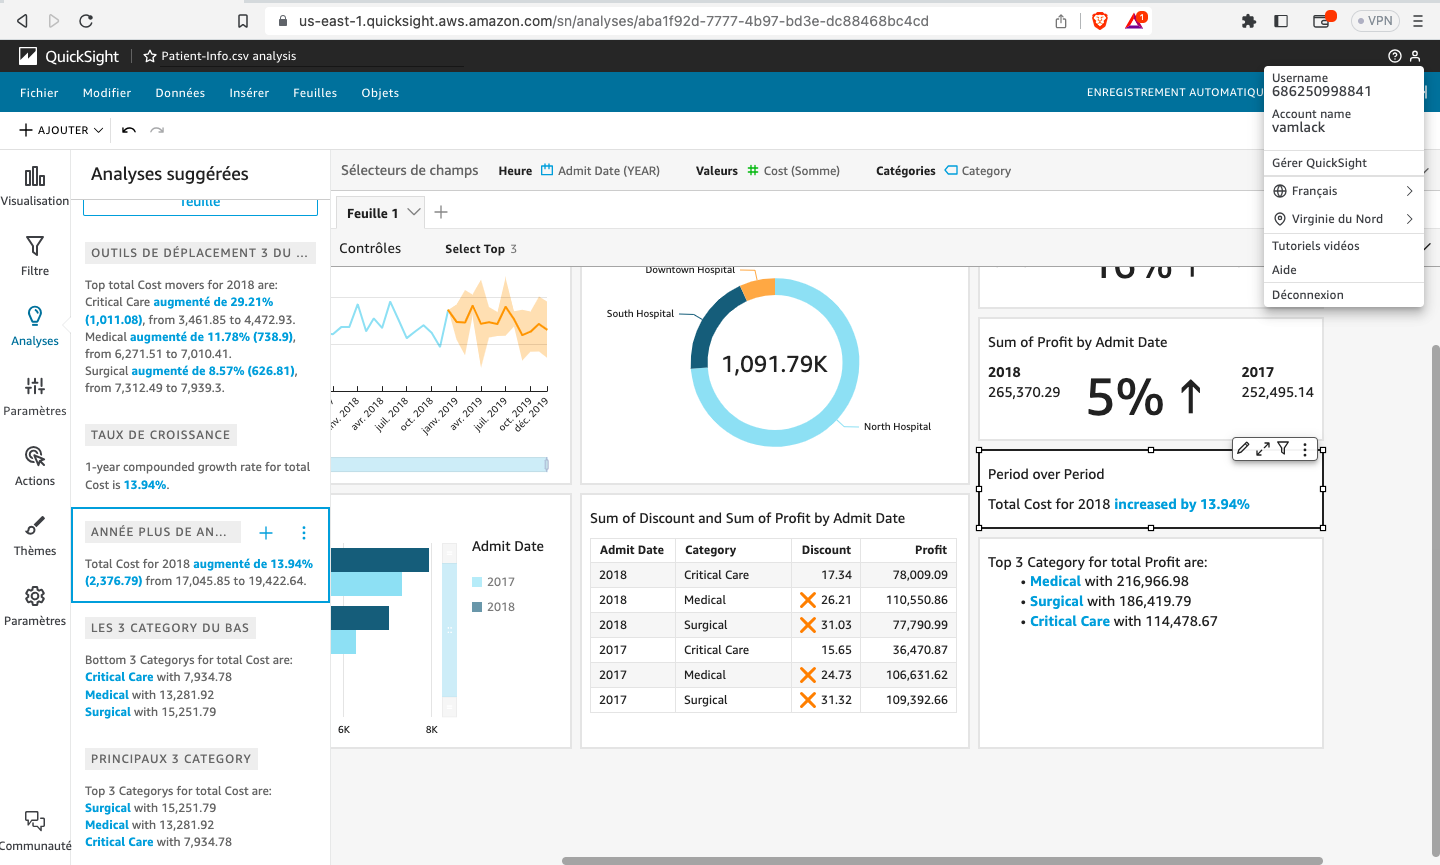 us-east-1.quicksight.aws.amazon.com/sn/analyses/aba1f92d-7777-4b97-bd3e-dc88468bc4cd
1
VPN
QuickSight
Patient-Info.csv analysis
Fichier
Modifier
Données
Insérer
Feuilles
Objets
ENREGISTREMENT AUTOMATIQU
Username
686250998841
Account name
vamlack
Gérer QuickSight
Français
Virginie du Nord
Tutoriels vidéos
Aide
Déconnexion
AJOUTER
Visualisation
Filtre
Analyses
Paramètres
Actions
Thèmes
Paramètres
Communauté
Analyses suggérées
feuille
OUTILS DE DÉPLACEMENT 3 DU ...
Top total Cost movers for 2018 are:
Critical Care augmenté de 29.21%
(1,011.08), from 3,461.85 to 4,472.93.
Medical augmenté de 11.78% (738.9),
from 6,271.51 to 7,010.41.
Surgical augmenté de 8.57% (626.81),
from 7,312.49 to 7,939.3.
TAUX DE CROISSANCE
1-year compounded growth rate for total
Cost is 13.94%.
ANNÉE PLUS DE AN...
Total Cost for 2018 augmenté de 13.94%
(2,376.79) from 17,045.85 to 19,422.64.
LES 3 CATEGORY DU BAS
Bottom 3 Categorys for total Cost are:
Critical Care with 7,934.78
Medical with 13,281.92
Surgical with 15,251.79
PRINCIPAUX 3 CATEGORY
Top 3 Categorys for total Cost are:
Surgical with 15,251.79
Medical with 13,281.92
Critical Care with 7,934.78
Sélecteurs de champs
Heure
Admit Date (YEAR)
Valeurs
Cost (Somme)
Catégories
Category
Feuille 1
Contrôles
Select Top 3
nv. 2018
avr. 2018
juil. 2018
oct. 2018
janv. 2019
avr. 2019
juil. 2019
oct. 2019
déc. 2019
Downtown Hospital
South Hospital
1,091.79K
North Hospital
16%↑
Sum of Profit by Admit Date
2018
265,370.29
5%↑
2017
252,495.14
Period over Period
Total Cost for 2018 increased by 13.94%
6K
8K
Admit Date
2017
2018
Sum of Discount and Sum of Profit by Admit Date
Admit Date Category Discount Profit
2018 Critical Care 17.34 78,009.09
2018 Medical 26.21 110,550.86
2018 Surgical 31.03 77,790.99
2017 Critical Care 15.65 36,470.87
2017 Medical 24.73 106,631.62
2017 Surgical 31.32 109,392.66
Top 3 Category for total Profit are:
• Medical with 216,966.98
• Surgical with 186,419.79
• Critical Care with 114,478.67